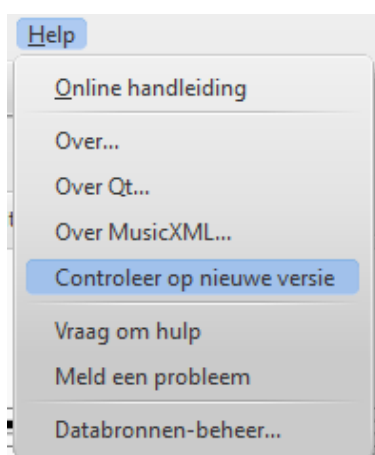 Help
Online handleiding
Over...
Over Qt...
Over MusicXML...
Controleer op nieuwe versie
Vraag om hulp
Meld een probleem
Databronnen-beheer...